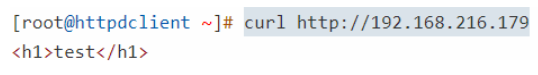 [root@httpdclient ~]# curl http://192.168.216.179
<h1>test</h1>